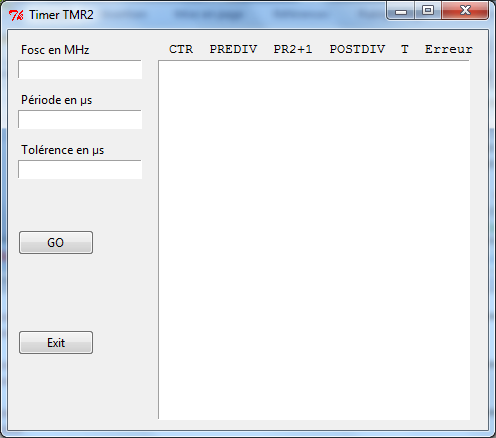 Timer TMR2
Fosc en MHz
CTR PREDIV PR2+1 POSTDIV T Erreur
Période en µs
Tolérence en µs
GO
Exit